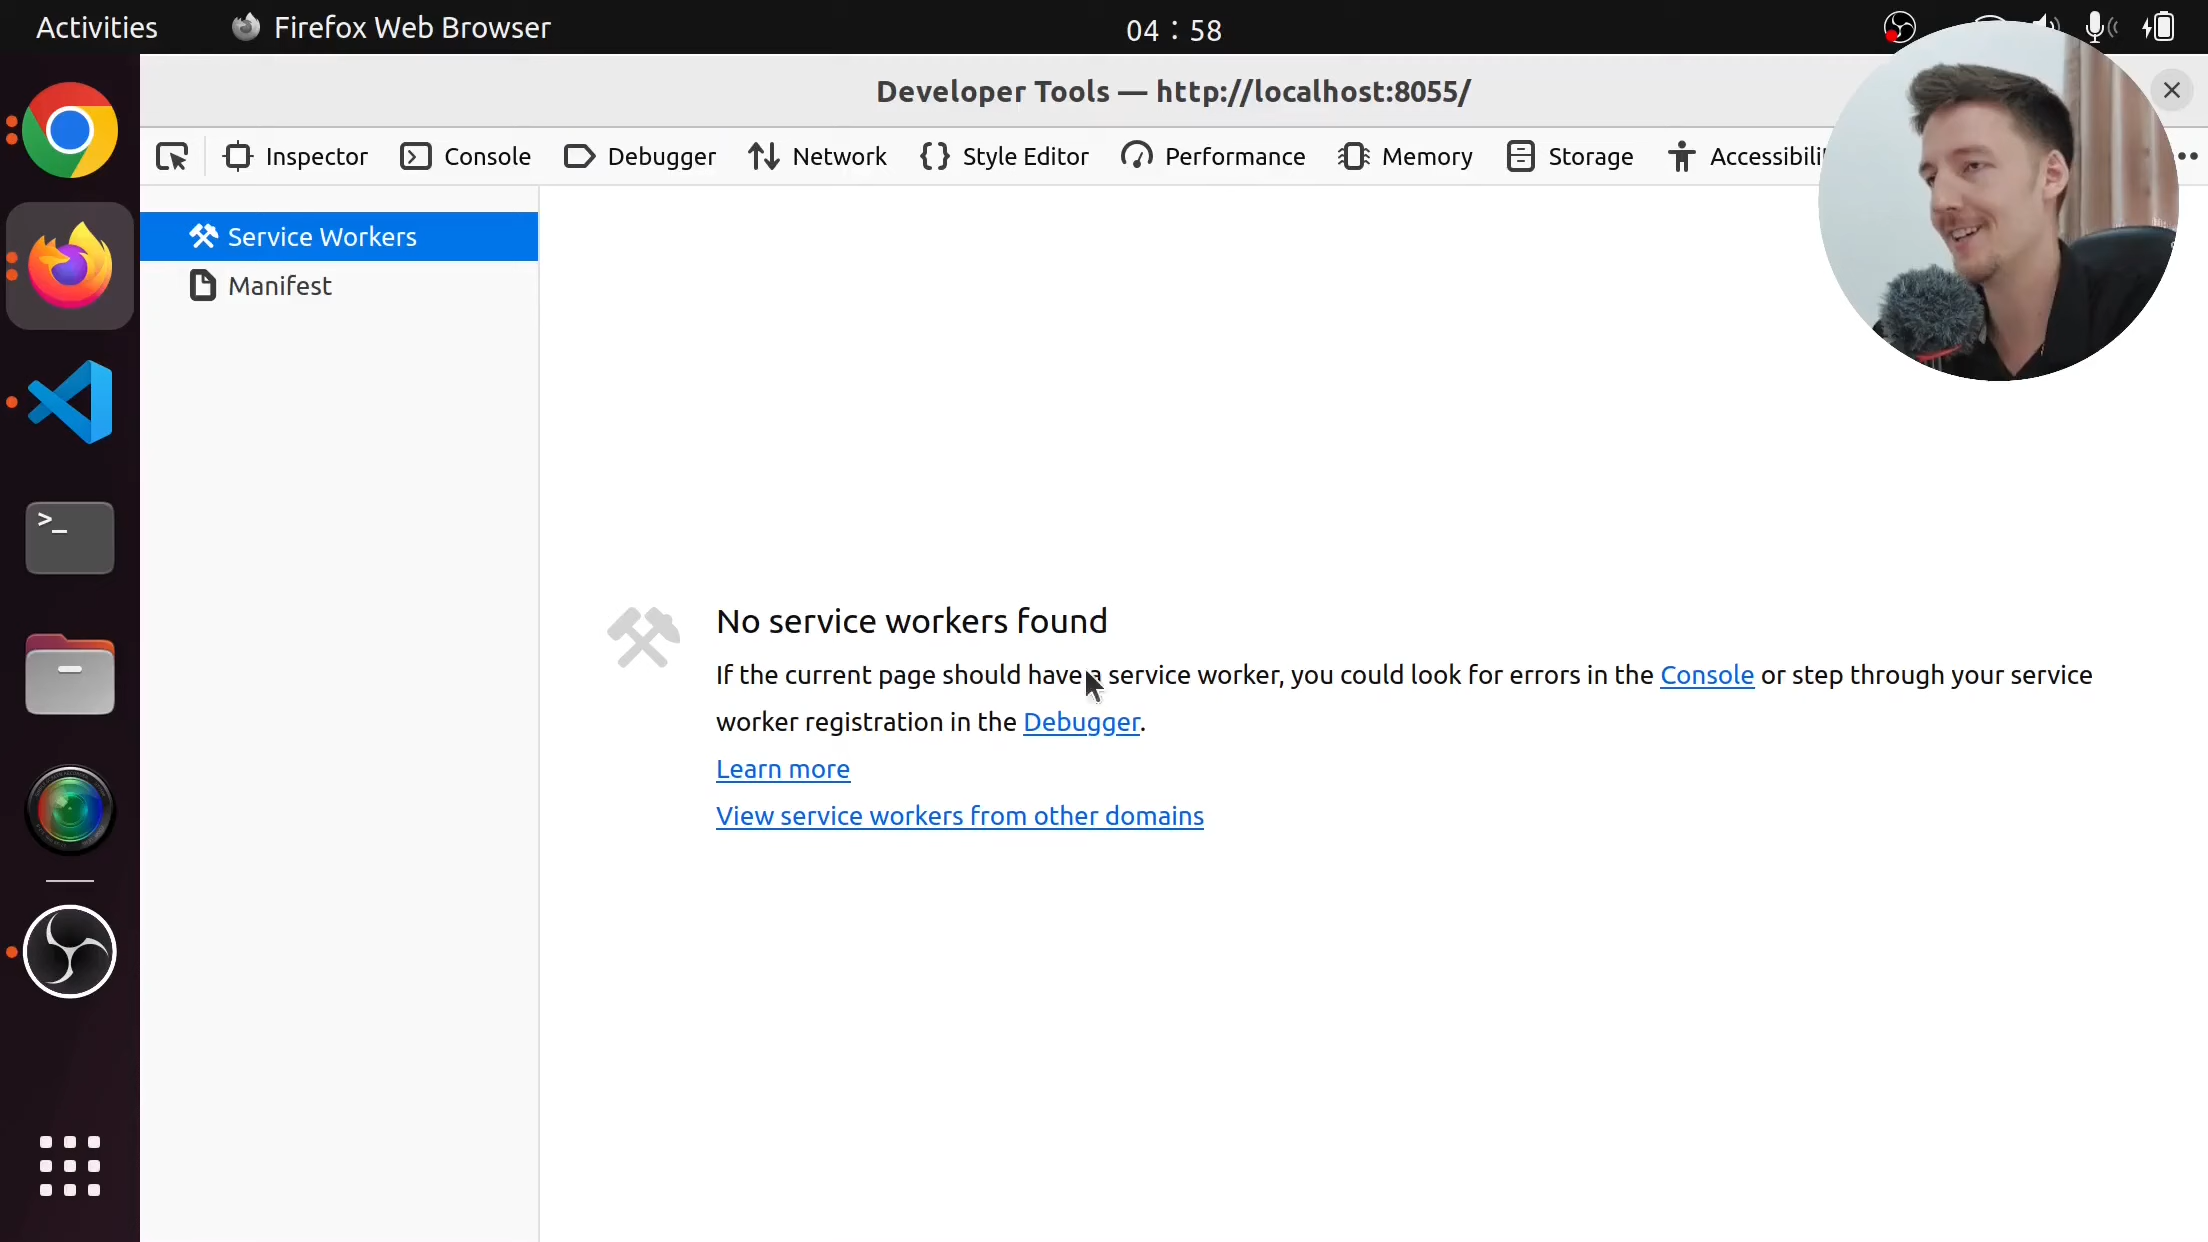 Activities
Firefox Web Browser
04 : 58
Developer Tools — http://localhost:8055/
Inspector
Console
Debugger
Network
Style Editor
Performance
Memory
Storage
Accessibili
Service Workers
Manifest
No service workers found
If the current page should have a service worker, you could look for errors in the Console or step through your service
worker registration in the Debugger.
Learn more
View service workers from other domains